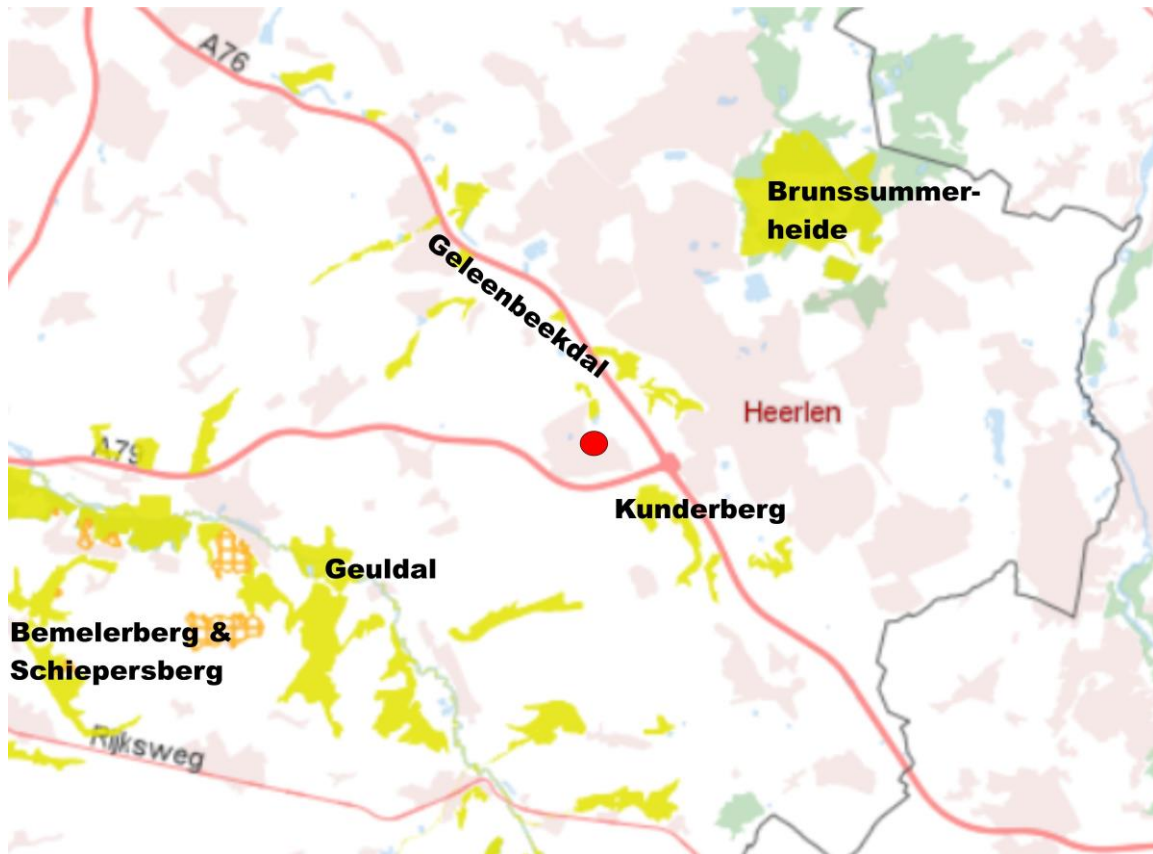 A76
Brunssummer-
heide
Geleenbeekdal
Heerlen
A79
Kunderberg
Geuldal
Bemelerberg &
Schiepersberg
Rijksweg